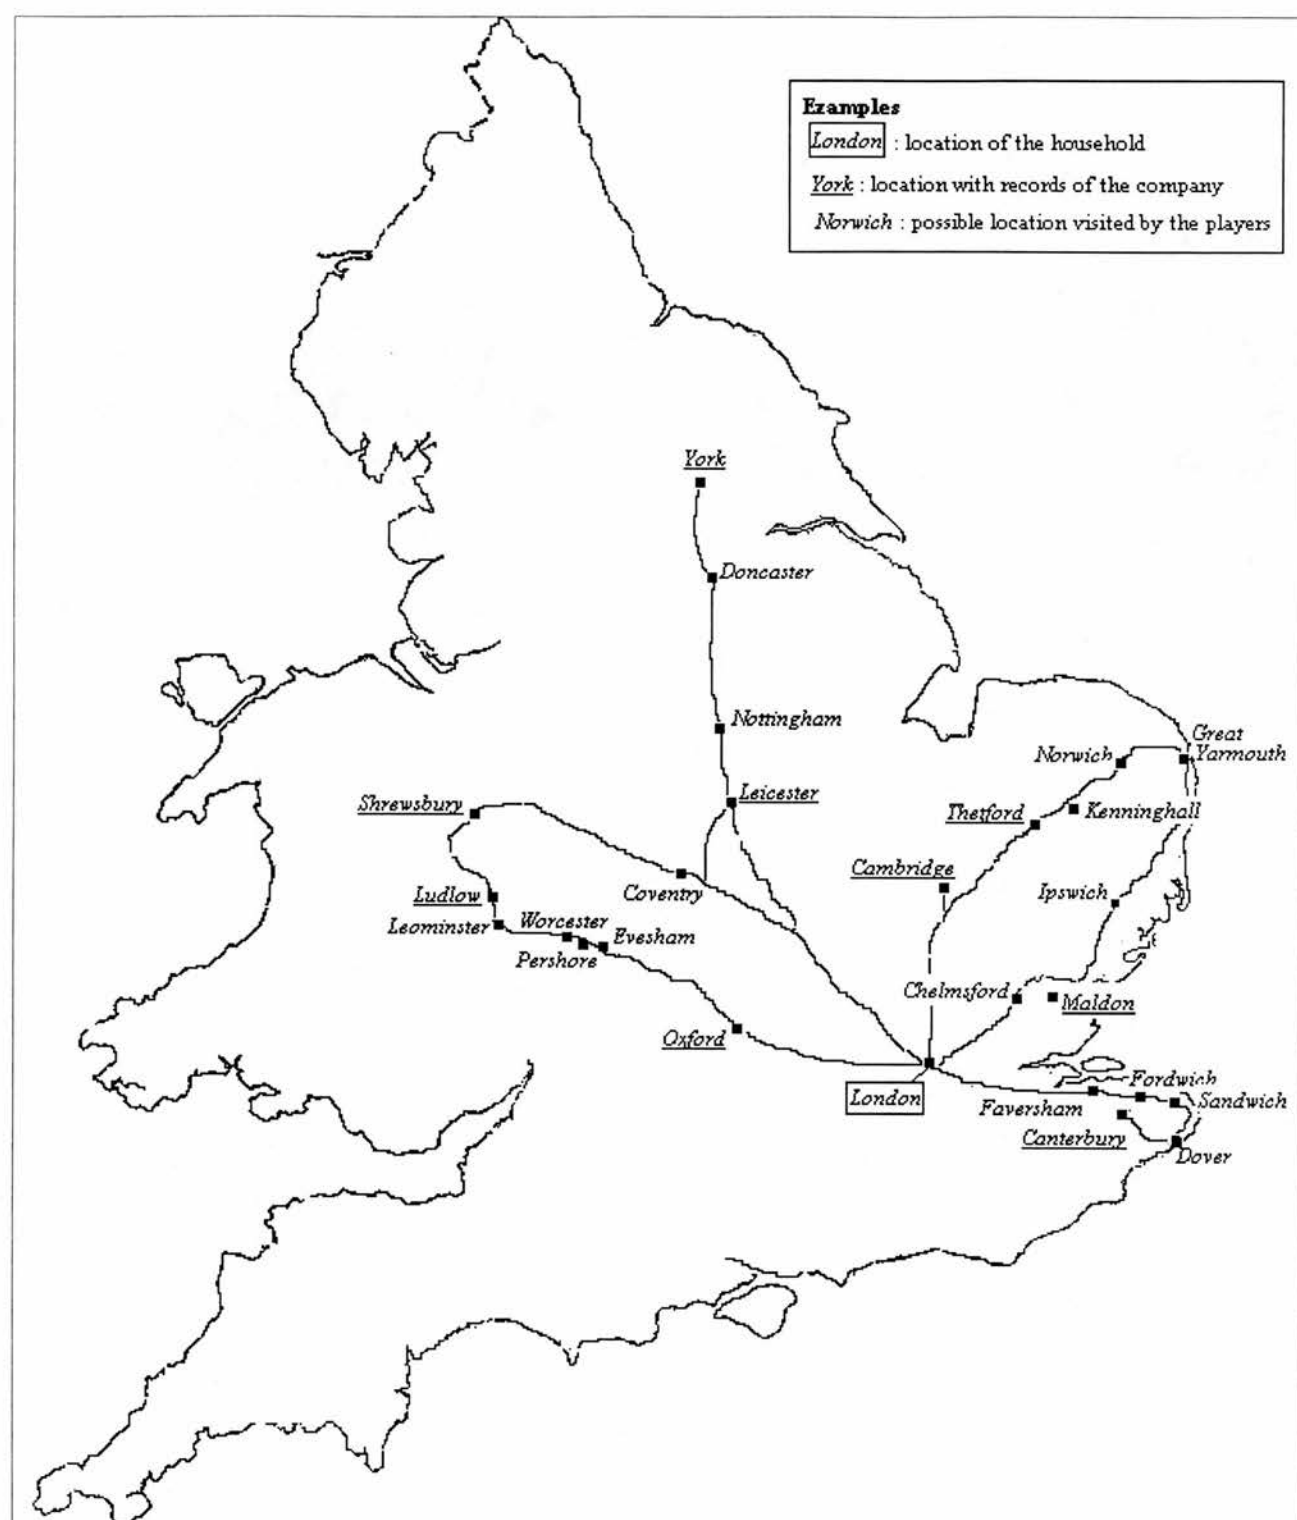 Examples
London : location of the household
York : location with records of the company
Norwich : possible location visited by the players
York
Doncaster
Nottingham
Great
Yarmouth
Norwich
Leicester
Shrewsbury
Thetford
Kenninghall
Cambridge
Coventry
Ludlow
Ipswich
Leominster
Worcester
Evesham
Pershore
Chelmsford
Maldon
Oxford
London
Fordwich
Faversham
Sandwich
Canterbury
Dover